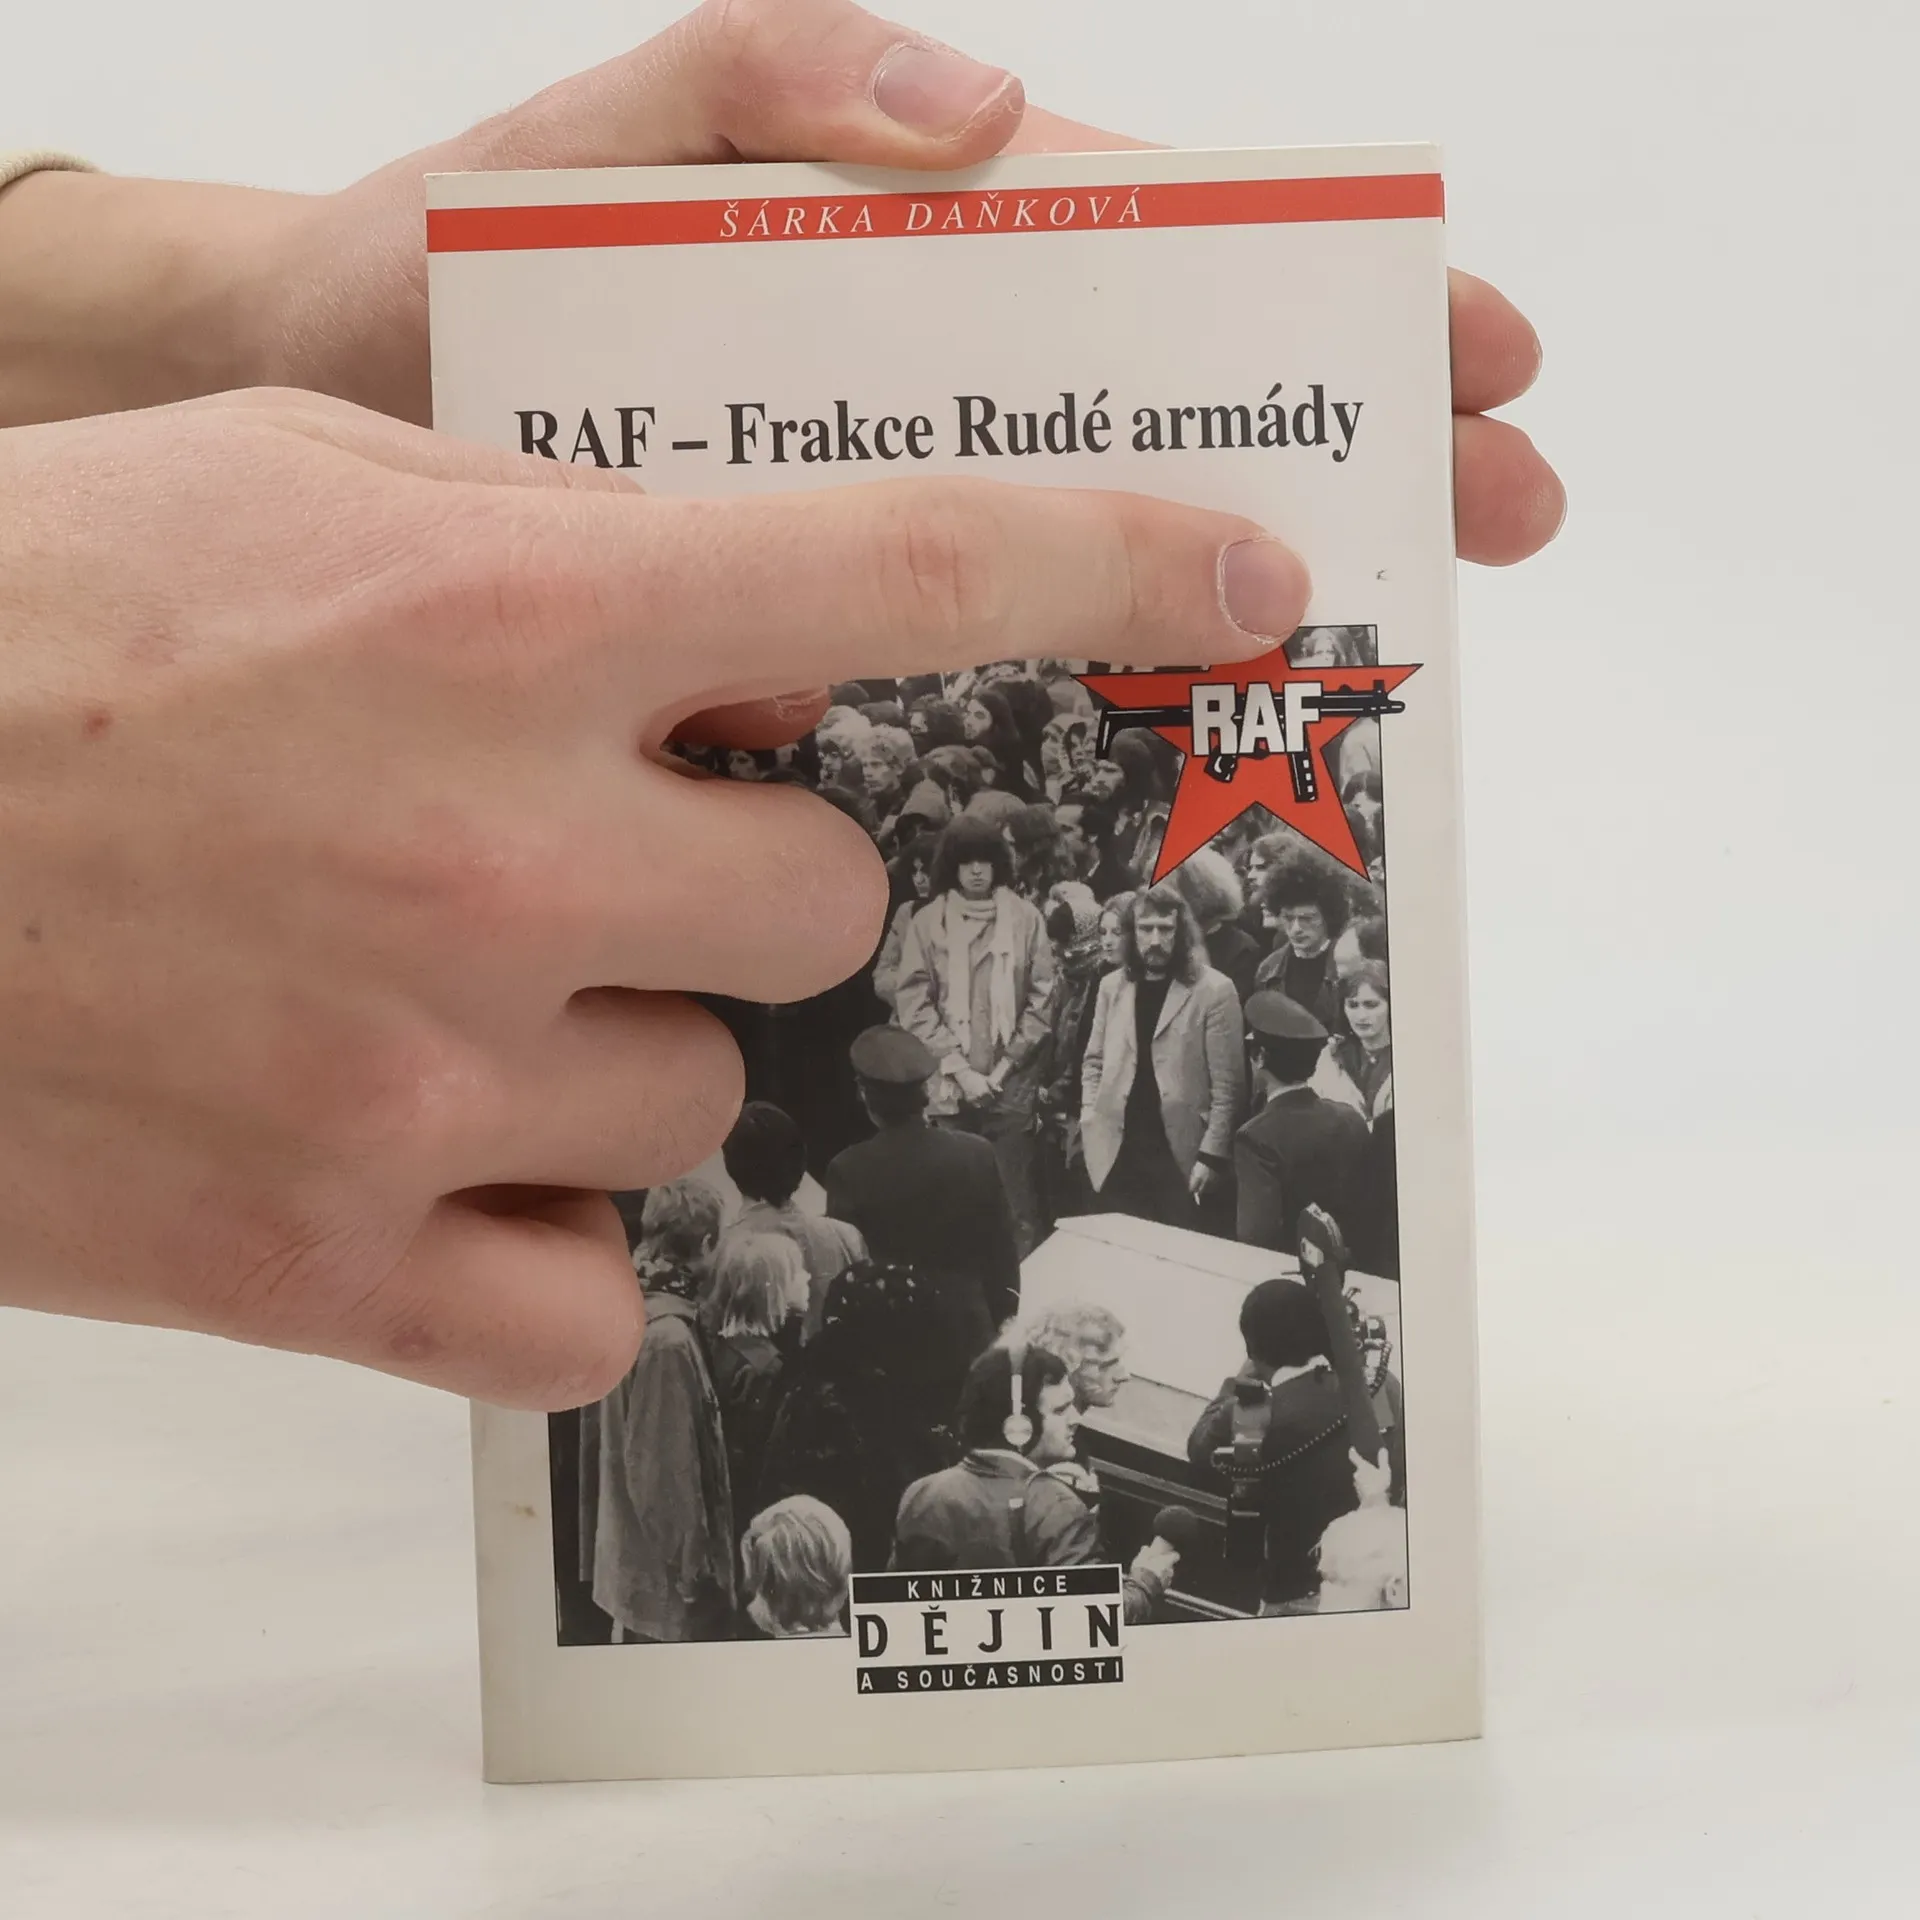 ŠÁRKA DAŇKOVÁ
RAF – Frakce Rudé armády
RAF
KNIŽNICE
DĚJIN
A SOUČASNOSTI